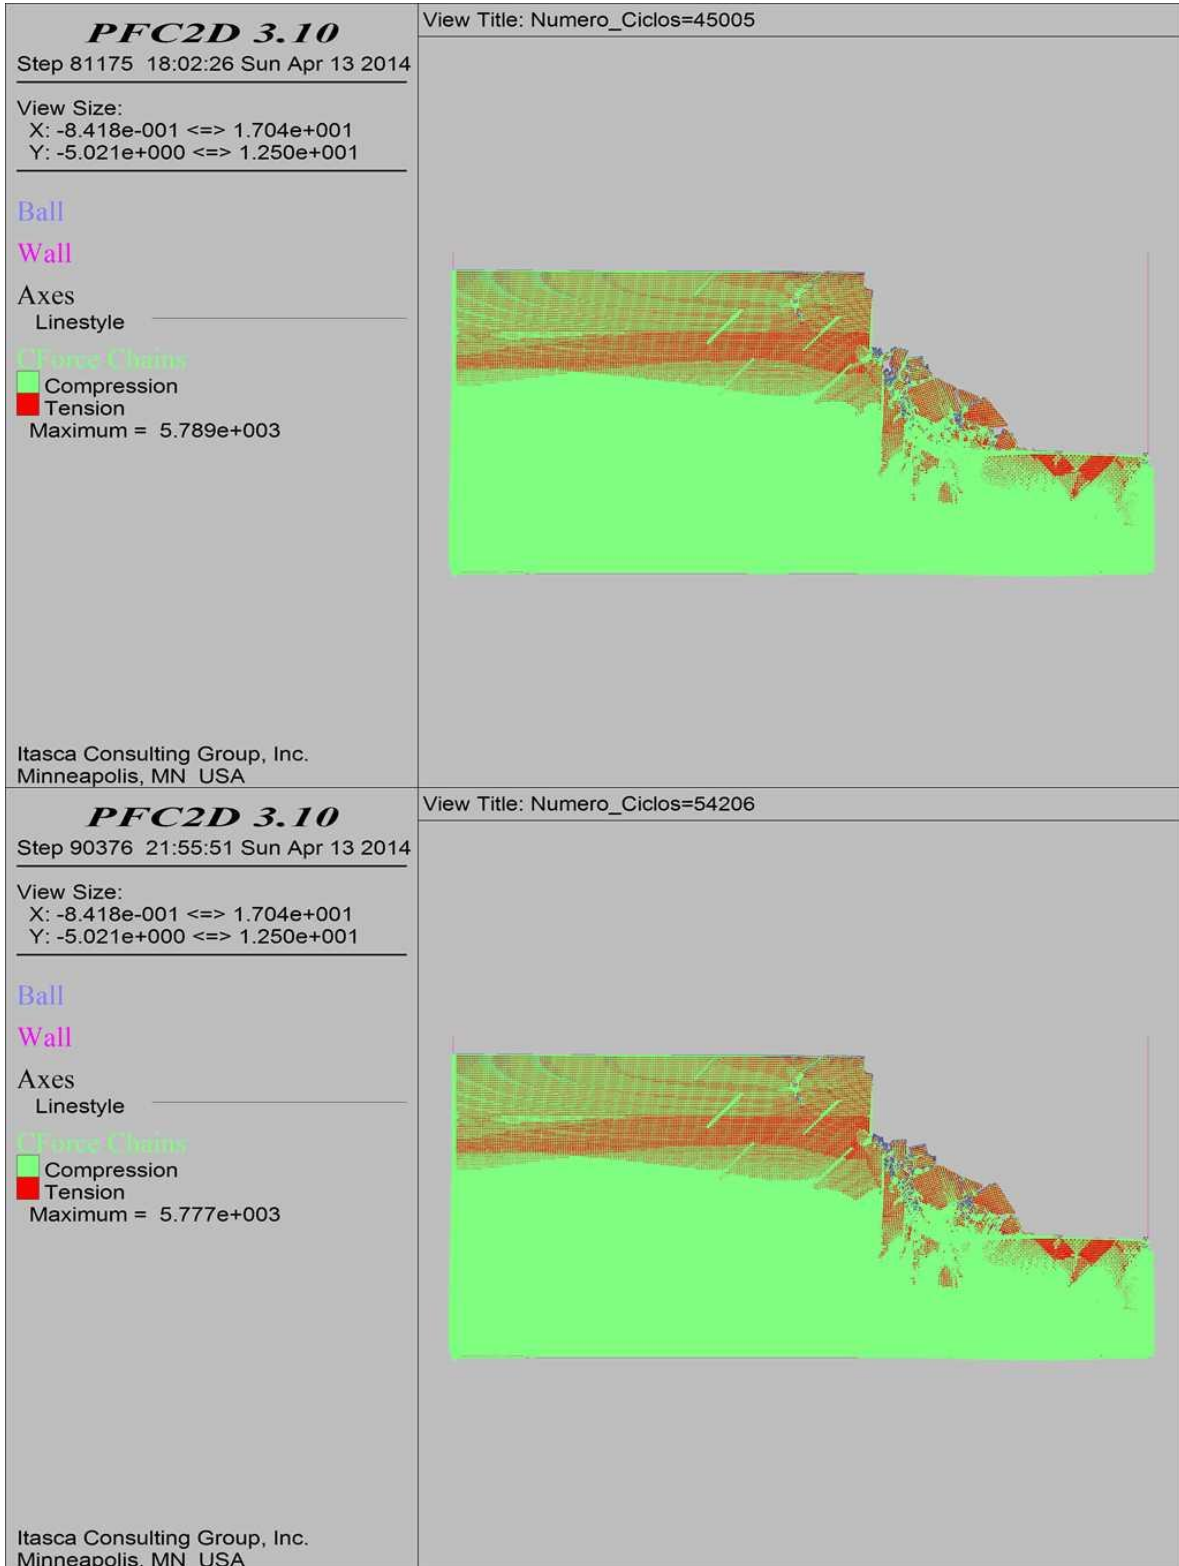 PFC2D 3.10
Step 81175 18:02:26 Sun Apr 13 2014
View Size:
X: -8.418e-001 <=> 1.704e+001
Y: -5.021e+000 <=> 1.250e+001
Ball
Wall
Axes
Linestyle
CForce Chains
Compression
Tension
Maximum = 5.789e+003
Itasca Consulting Group, Inc.
Minneapolis, MN USA
View Title: Numero_Ciclos=45005
PFC2D 3.10
Step 90376 21:55:51 Sun Apr 13 2014
View Size:
X: -8.418e-001 <=> 1.704e+001
Y: -5.021e+000 <=> 1.250e+001
Ball
Wall
Axes
Linestyle
CForce Chains
Compression
Tension
Maximum = 5.777e+003
Itasca Consulting Group, Inc.
Minneapolis, MN USA
View Title: Numero_Ciclos=54206